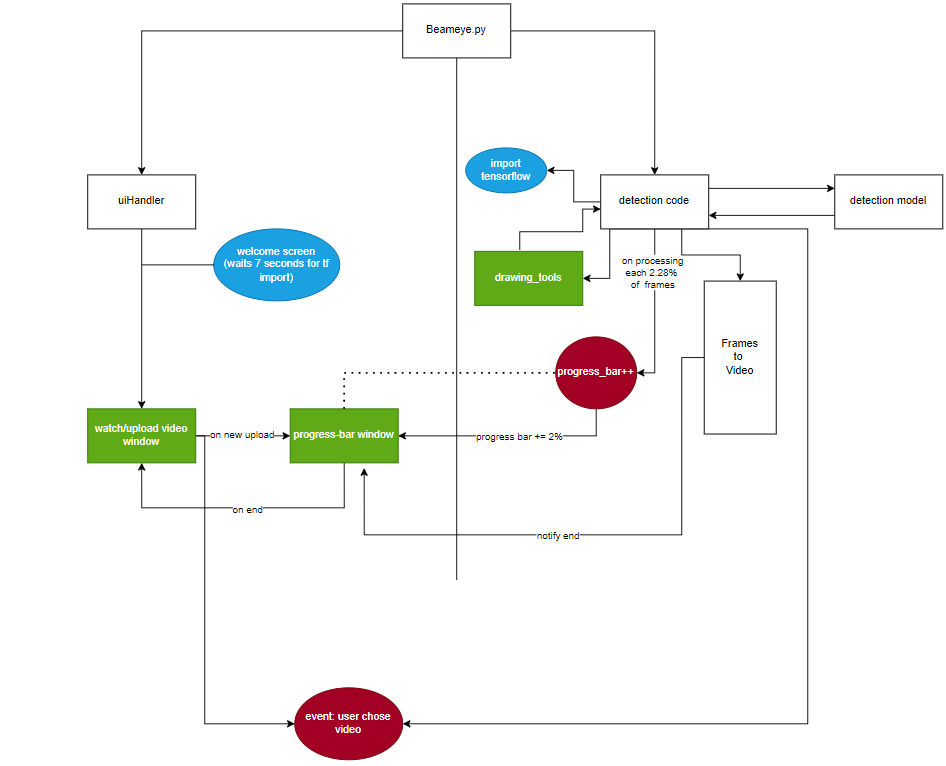 Beameye.py
import
tensorflow
uiHandler
detection code
detection model
welcome screen
(waits 7 seconds for tf
import)
drawing_tools
on processing
each 2.28%
of frames
Frames
to
Video
progress_bar++
watch/upload video
window
on new upload
progress-bar window
progress bar += 2%
on end
notify end
event: user chose
video